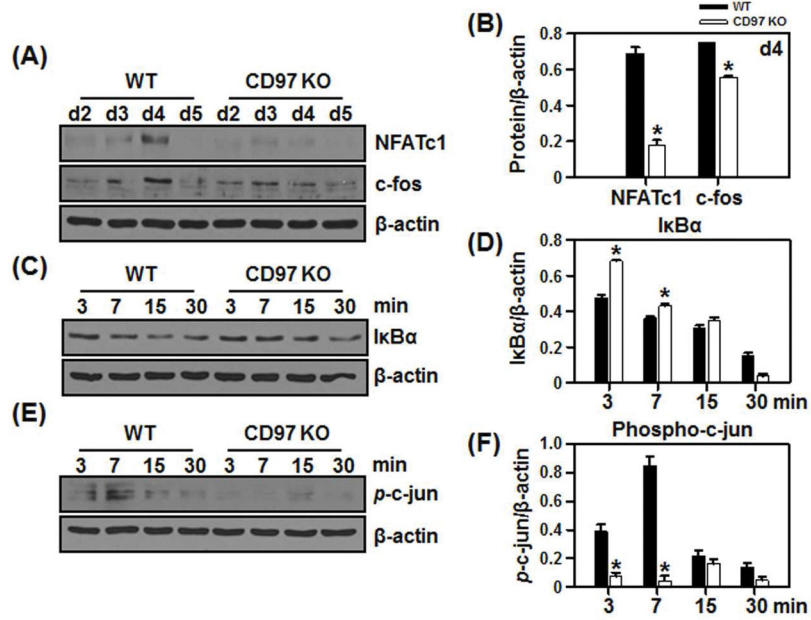 (A)
WT CD97 KO
d2 d3 d4 d5 d2 d3 d4 d5
NFATc1
c-fos
β-actin
(B)
WT
CD97 KO
d4
Protein/β-actin
0.8
0.6
0.4
0.2
0
*
*
NFATc1 c-fos
(C)
WT CD97 KO
3 7 15 30 3 7 15 30 min
IκBα
β-actin
(D)
IκBα
IκBα/β-actin
0.8
0.6
0.4
0.2
0
*
*
3 7 15 30 min
(E)
WT CD97 KO
3 7 15 30 3 7 15 30 min
p-c-jun
β-actin
(F)
Phospho-c-jun
p-c-jun/β-actin
1.0
0.8
0.6
0.4
0.2
0
*
*
3 7 15 30 min